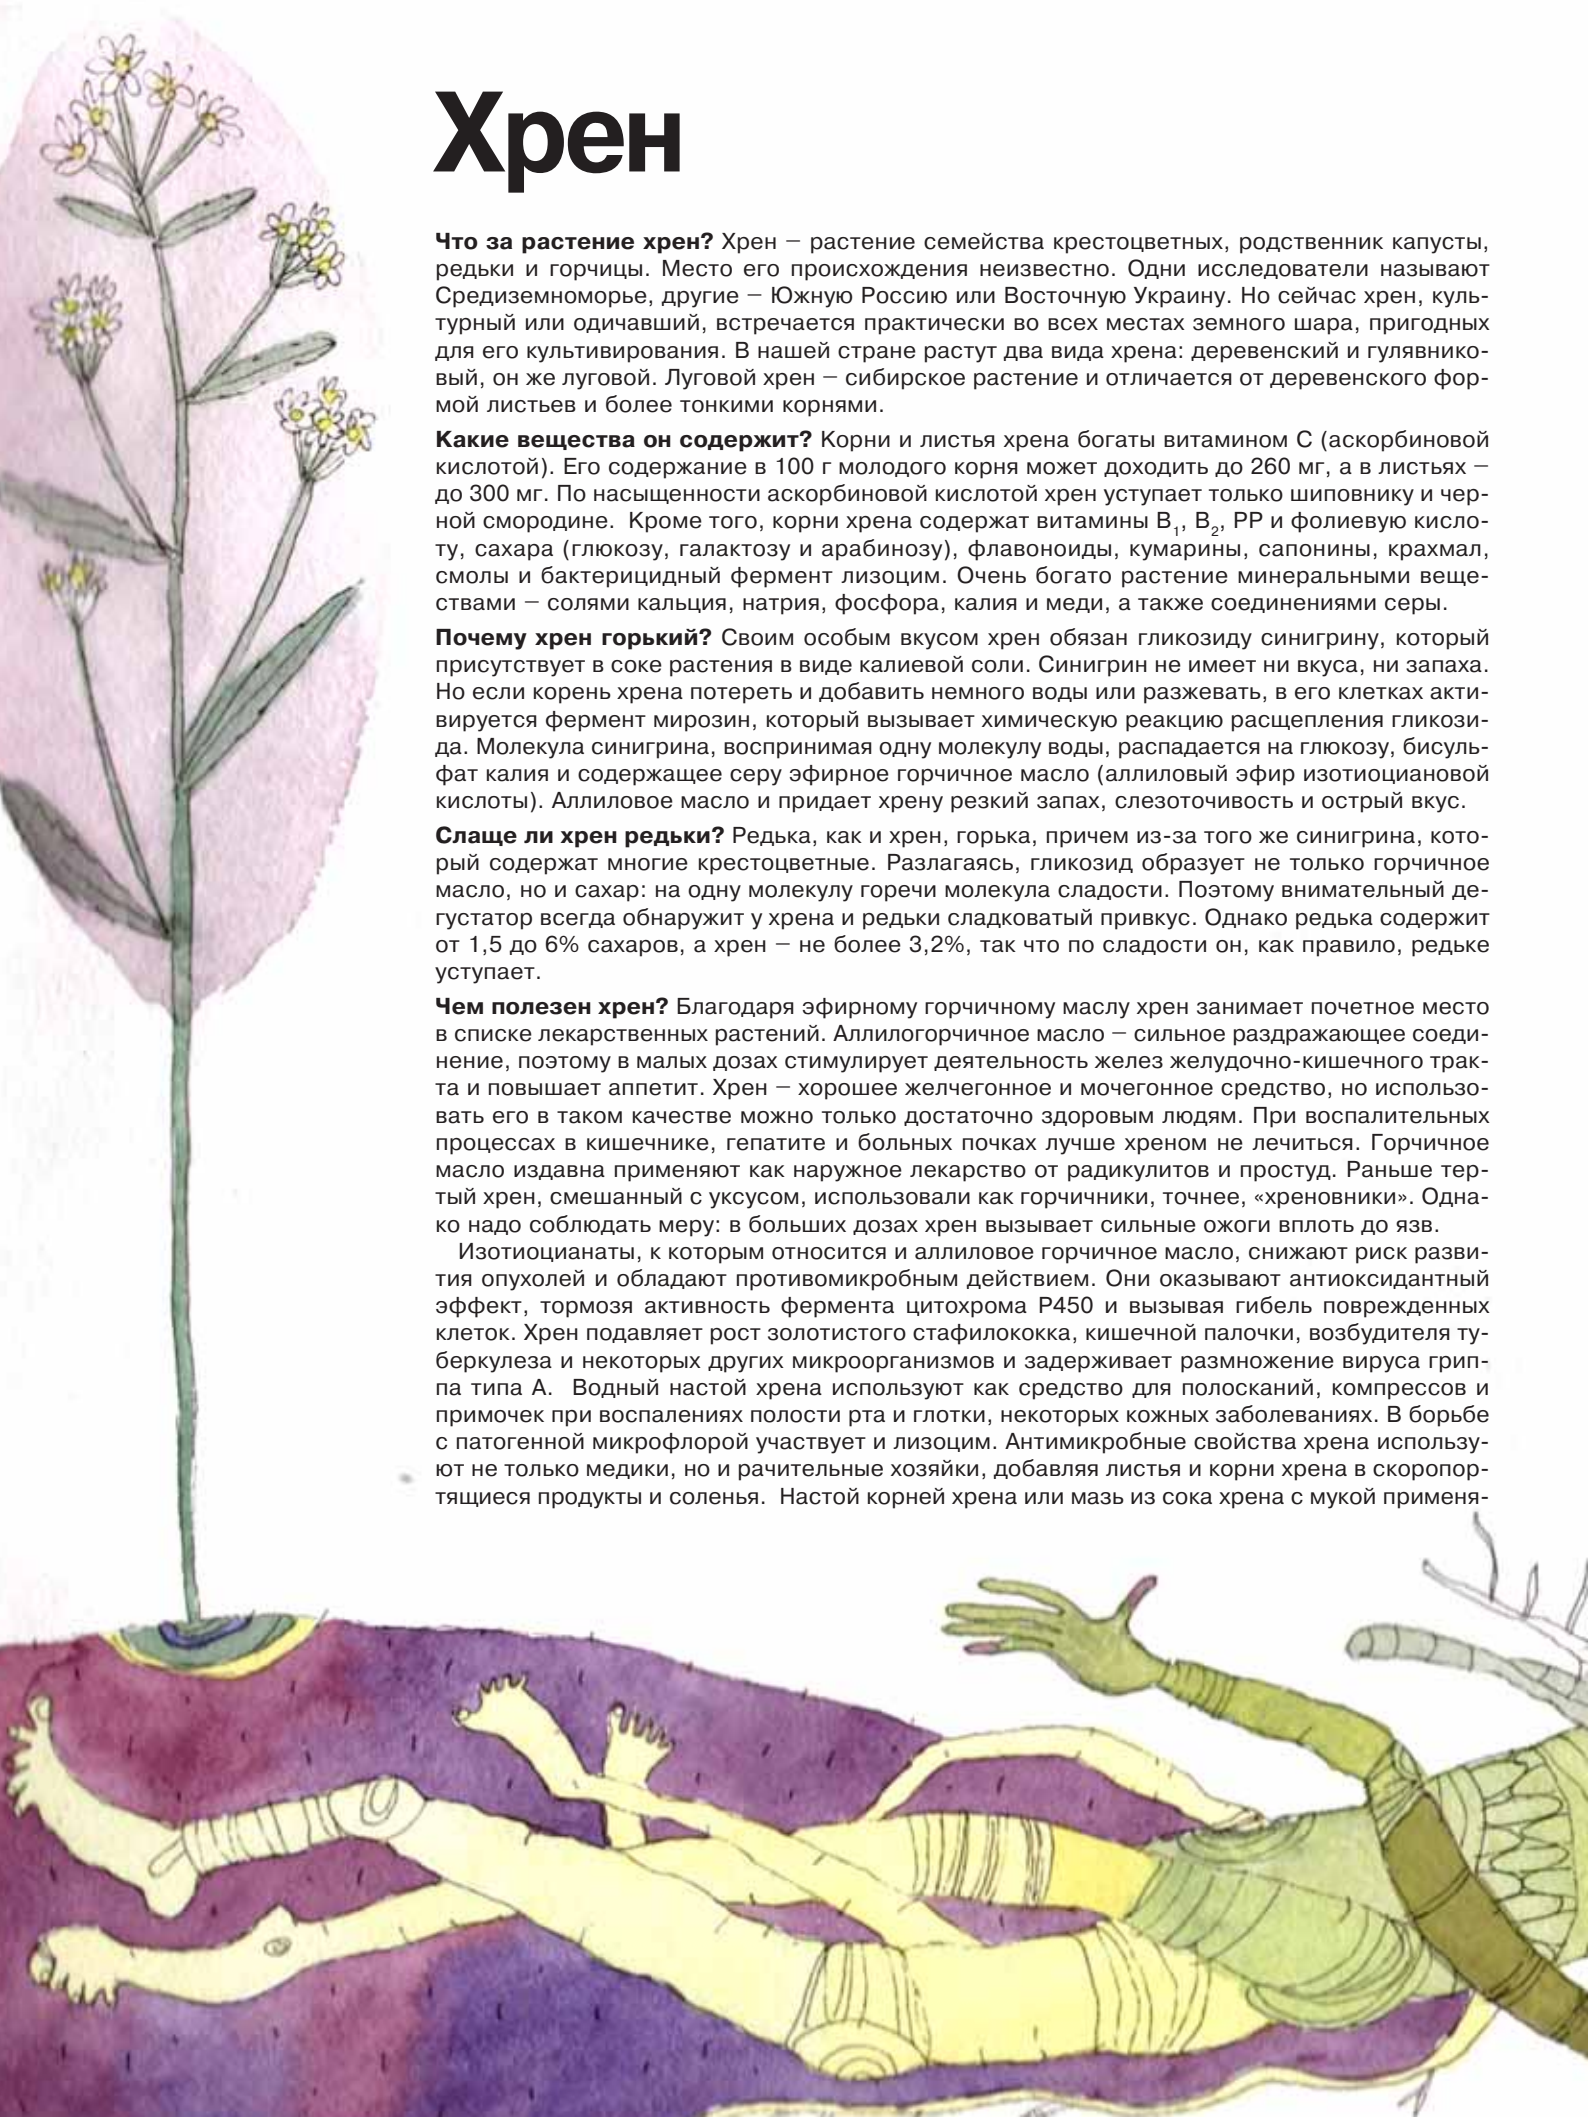 Хрен
Что за растение хрен? Хрен – растение семейства крестоцветных, родственник капусты,
редьки и горчицы. Место его происхождения неизвестно. Одни исследователи называют
Средиземноморье, другие – Южную Россию или Восточную Украину. Но сейчас хрен, куль-
турный или одичавший, встречается практически во всех местах земного шара, пригодных
для его культивирования. В нашей стране растут два вида хрена: деревенский и гулявнико-
вый, он же луговой. Луговой хрен – сибирское растение и отличается от деревенского фор-
мой листьев и более тонкими корнями.
Какие вещества он содержит? Корни и листья хрена богаты витамином С (аскорбиновой
кислотой). Его содержание в 100 г молодого корня может доходить до 260 мг, а в листьях –
до 300 мг. По насыщенности аскорбиновой кислотой хрен уступает только шиповнику и чер-
ной смородине. Кроме того, корни хрена содержат витамины В₁, В₂, РР и фолиевую кисло-
ту, сахара (глюкозу, галактозу и арабинозу), флавоноиды, кумарины, сапонины, крахмал,
смолы и бактерицидный фермент лизоцим. Очень богато растение минеральными веще-
ствами – солями кальция, натрия, фосфора, калия и меди, а также соединениями серы.
Почему хрен горький? Своим особым вкусом хрен обязан гликозиду синигрину, который
присутствует в соке растения в виде калиевой соли. Синигрин не имеет ни вкуса, ни запаха.
Но если корень хрена потереть и добавить немного воды или разжевать, в его клетках акти-
вируется фермент мирозин, который вызывает химическую реакцию расщепления гликози-
да. Молекула синигрина, воспринимая одну молекулу воды, распадается на глюкозу, бисуль-
фат калия и содержащее серу эфирное горчичное масло (аллиловый эфир изотиоциановой
кислоты). Аллиловое масло и придает хрену резкий запах, слезоточивость и острый вкус.
Слаще ли хрен редьки? Редька, как и хрен, горька, причем из-за того же синигрина, кото-
рый содержат многие крестоцветные. Разлагаясь, гликозид образует не только горчичное
масло, но и сахар: на одну молекулу горечи молекула сладости. Поэтому внимательный де-
густатор всегда обнаружит у хрена и редьки сладковатый привкус. Однако редька содержит
от 1,5 до 6% сахаров, а хрен – не более 3,2%, так что по сладости он, как правило, редьке
уступает.
Чем полезен хрен? Благодаря эфирному горчичному маслу хрен занимает почетное место
в списке лекарственных растений. Аллилогорчичное масло – сильное раздражающее соеди-
нение, поэтому в малых дозах стимулирует деятельность желез желудочно-кишечного трак-
та и повышает аппетит. Хрен – хорошее желчегонное и мочегонное средство, но использо-
вать его в таком качестве можно только достаточно здоровым людям. При воспалительных
процессах в кишечнике, гепатите и больных почках лучше хреном не лечиться. Горчичное
масло издавна применяют как наружное лекарство от радикулитов и простуд. Раньше тер-
тый хрен, смешанный с уксусом, использовали как горчичники, точнее, «хреновники». Одна-
ко надо соблюдать меру: в больших дозах хрен вызывает сильные ожоги вплоть до язв.
Изотиоцианаты, к которым относится и аллиловое горчичное масло, снижают риск разви-
тия опухолей и обладают противомикробным действием. Они оказывают антиоксидантный
эффект, тормозя активность фермента цитохрома Р450 и вызывая гибель поврежденных
клеток. Хрен подавляет рост золотистого стафилококка, кишечной палочки, возбудителя ту-
беркулеза и некоторых других микроорганизмов и задерживает размножение вируса грип-
па типа А. Водный настой хрена используют как средство для полосканий, компрессов и
примочек при воспалениях полости рта и глотки, некоторых кожных заболеваниях. В борьбе
с патогенной микрофлорой участвует и лизоцим. Антимикробные свойства хрена использу-
ют не только медики, но и рачительные хозяйки, добавляя листья и корни хрена в скоропор-
тящиеся продукты и соленья. Настой корней хрена или мазь из сока хрена с мукой применя-